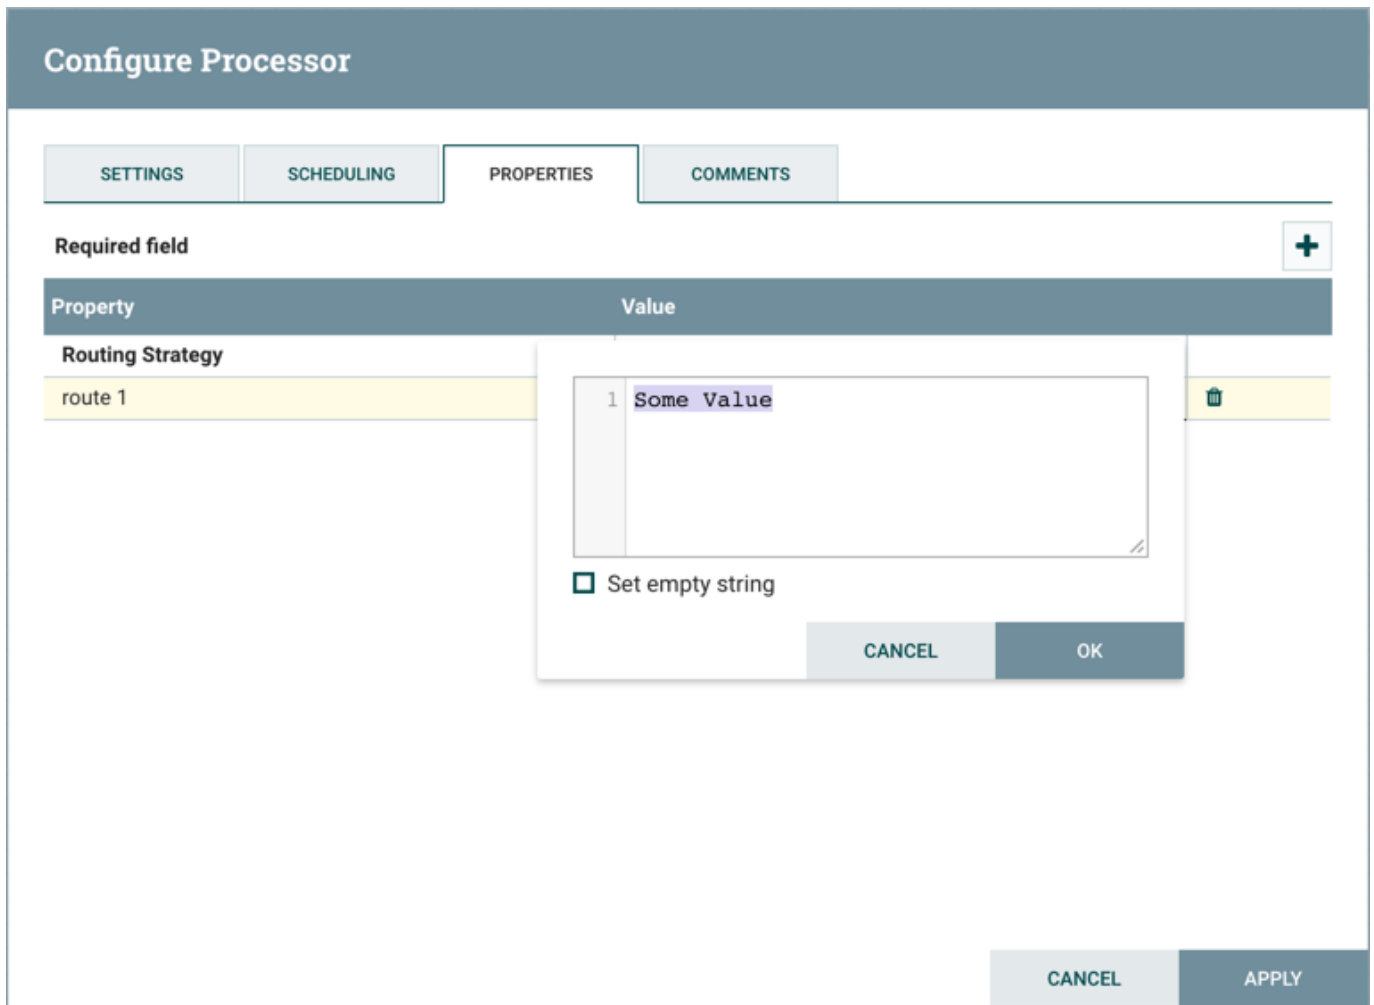 Configure Processor
SETTINGS SCHEDULING PROPERTIES COMMENTS
Required field
Property Value
Routing Strategy
route 1
1 Some Value
Set empty string
CANCEL OK
CANCEL APPLY